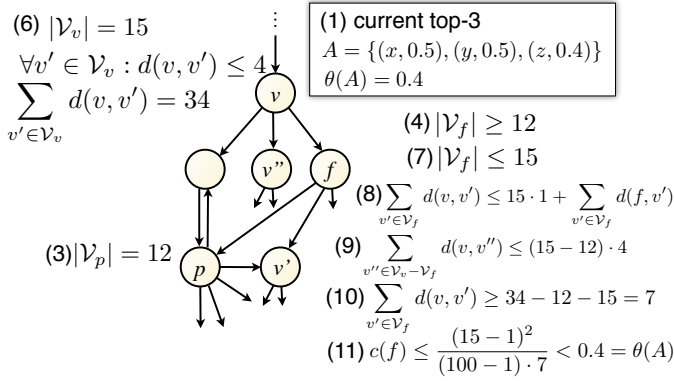 (6) |𝒱_v| = 15
∀v' ∈ 𝒱_v : d(v, v') ≤ 4
∑_{v'∈𝒱_v} d(v, v') = 34
⋮
(1) current top-3
A = {(x, 0.5), (y, 0.5), (z, 0.4)}
θ(A) = 0.4
v
(4) |𝒱_f| ≥ 12
(7) |𝒱_f| ≤ 15
v''
f
(8) ∑_{v'∈𝒱_f} d(v, v') ≤ 15 · 1 + ∑_{v'∈𝒱_f} d(f, v')
(3) |𝒱_p| = 12
p
v'
(9) ∑_{v''∈𝒱_v−𝒱_f} d(v, v'') ≤ (15 − 12) · 4
(10) ∑_{v'∈𝒱_f} d(v, v') ≥ 34 − 12 − 15 = 7
(11) c(f) ≤ (15 − 1)² / (100 − 1) · 7 < 0.4 = θ(A)